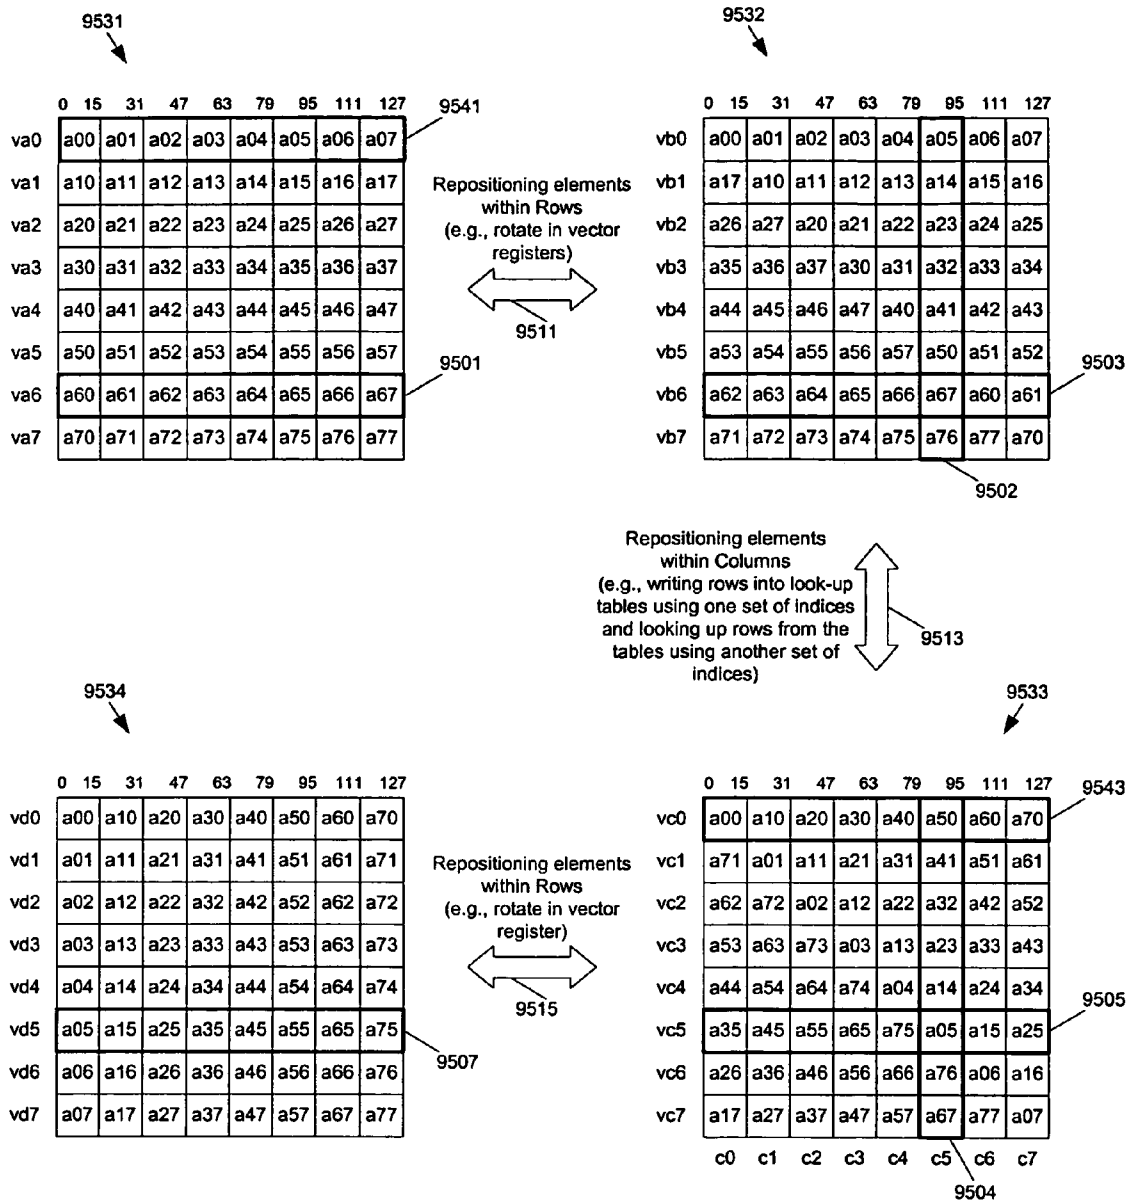 9531
9532
0 15 31 47 63 79 95 111 127
9541
va0 a00 a01 a02 a03 a04 a05 a06 a07
va1 a10 a11 a12 a13 a14 a15 a16 a17
va2 a20 a21 a22 a23 a24 a25 a26 a27
va3 a30 a31 a32 a33 a34 a35 a36 a37
va4 a40 a41 a42 a43 a44 a45 a46 a47
va5 a50 a51 a52 a53 a54 a55 a56 a57
9501
va6 a60 a61 a62 a63 a64 a65 a66 a67
va7 a70 a71 a72 a73 a74 a75 a76 a77
Repositioning elements
within Rows
(e.g., rotate in vector
registers)
9511
0 15 31 47 63 79 95 111 127
vb0 a00 a01 a02 a03 a04 a05 a06 a07
vb1 a17 a10 a11 a12 a13 a14 a15 a16
vb2 a26 a27 a20 a21 a22 a23 a24 a25
vb3 a35 a36 a37 a30 a31 a32 a33 a34
vb4 a44 a45 a46 a47 a40 a41 a42 a43
vb5 a53 a54 a55 a56 a57 a50 a51 a52
9503
vb6 a62 a63 a64 a65 a66 a67 a60 a61
vb7 a71 a72 a73 a74 a75 a76 a77 a70
9502
Repositioning elements
within Columns
(e.g., writing rows into look-up
tables using one set of indices
and looking up rows from the
tables using another set of
indices)
9513
9534
9533
0 15 31 47 63 79 95 111 127
vd0 a00 a10 a20 a30 a40 a50 a60 a70
vd1 a01 a11 a21 a31 a41 a51 a61 a71
vd2 a02 a12 a22 a32 a42 a52 a62 a72
vd3 a03 a13 a23 a33 a43 a53 a63 a73
vd4 a04 a14 a24 a34 a44 a54 a64 a74
vd5 a05 a15 a25 a35 a45 a55 a65 a75
9507
vd6 a06 a16 a26 a36 a46 a56 a66 a76
vd7 a07 a17 a27 a37 a47 a57 a67 a77
Repositioning elements
within Rows
(e.g., rotate in vector
register)
9515
0 15 31 47 63 79 95 111 127
9543
vc0 a00 a10 a20 a30 a40 a50 a60 a70
vc1 a71 a01 a11 a21 a31 a41 a51 a61
vc2 a62 a72 a02 a12 a22 a32 a42 a52
vc3 a53 a63 a73 a03 a13 a23 a33 a43
vc4 a44 a54 a64 a74 a04 a14 a24 a34
9505
vc5 a35 a45 a55 a65 a75 a05 a15 a25
vc6 a26 a36 a46 a56 a66 a76 a06 a16
vc7 a17 a27 a37 a47 a57 a67 a77 a07
c0 c1 c2 c3 c4 c5 c6 c7
9504